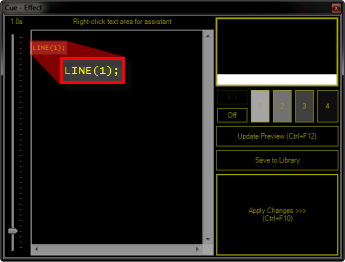 Cue - Effect
1.0s
Right-click text area for assistant
LINE(1);
LINE(1);
Off
1
2
3
4
Update Preview (Ctrl+F12)
Save to Library
Apply Changes >>>
(Ctrl+F10)